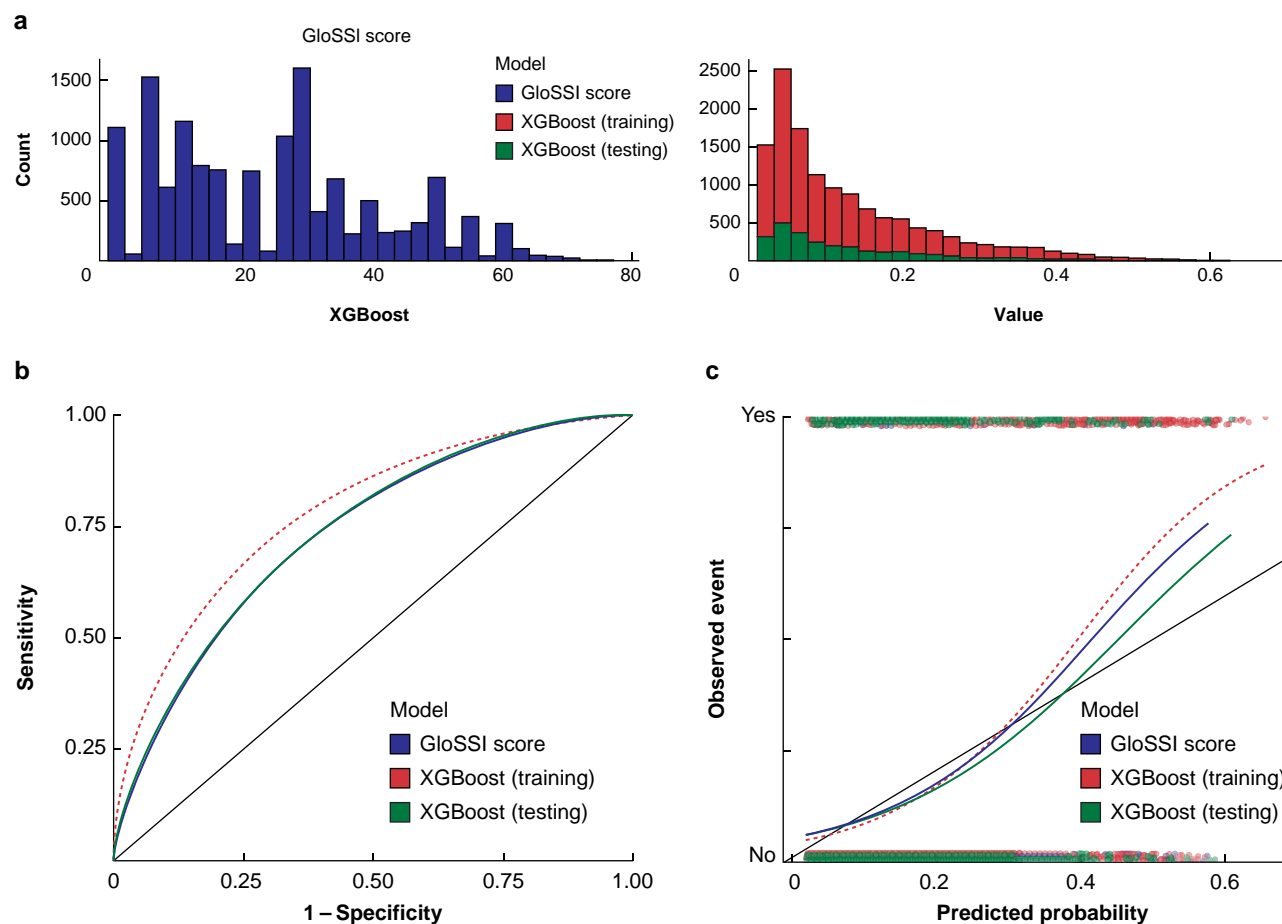 a
GloSSI score
Model
GloSSI score
XGBoost (training)
XGBoost (testing)
Count
1500
1000
500
0
20
40
60
80
XGBoost
2500
2000
1500
1000
500
0
0.2
0.4
0.6
Value
b
Sensitivity
1.00
0.75
0.50
0.25
0
0.25
0.50
0.75
1.00
1 – Specificity
Model
GloSSI score
XGBoost (training)
XGBoost (testing)
c
Observed event
Yes
No
0
0.2
0.4
0.6
Predicted probability
Model
GloSSI score
XGBoost (training)
XGBoost (testing)